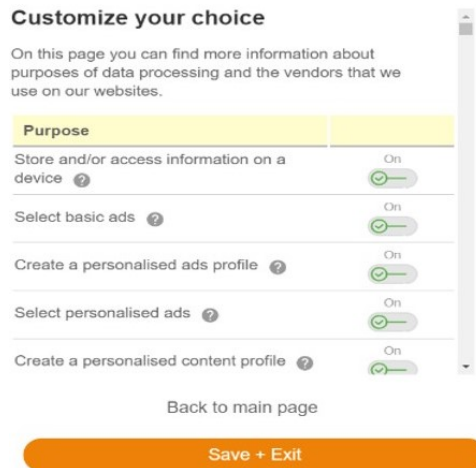 Customize your choice
On this page you can find more information about
purposes of data processing and the vendors that we
use on our websites.
Purpose
Store and/or access information on a
device ?
On
Select basic ads ?
On
Create a personalised ads profile ?
On
Select personalised ads ?
On
Create a personalised content profile ?
On
Back to main page
Save + Exit